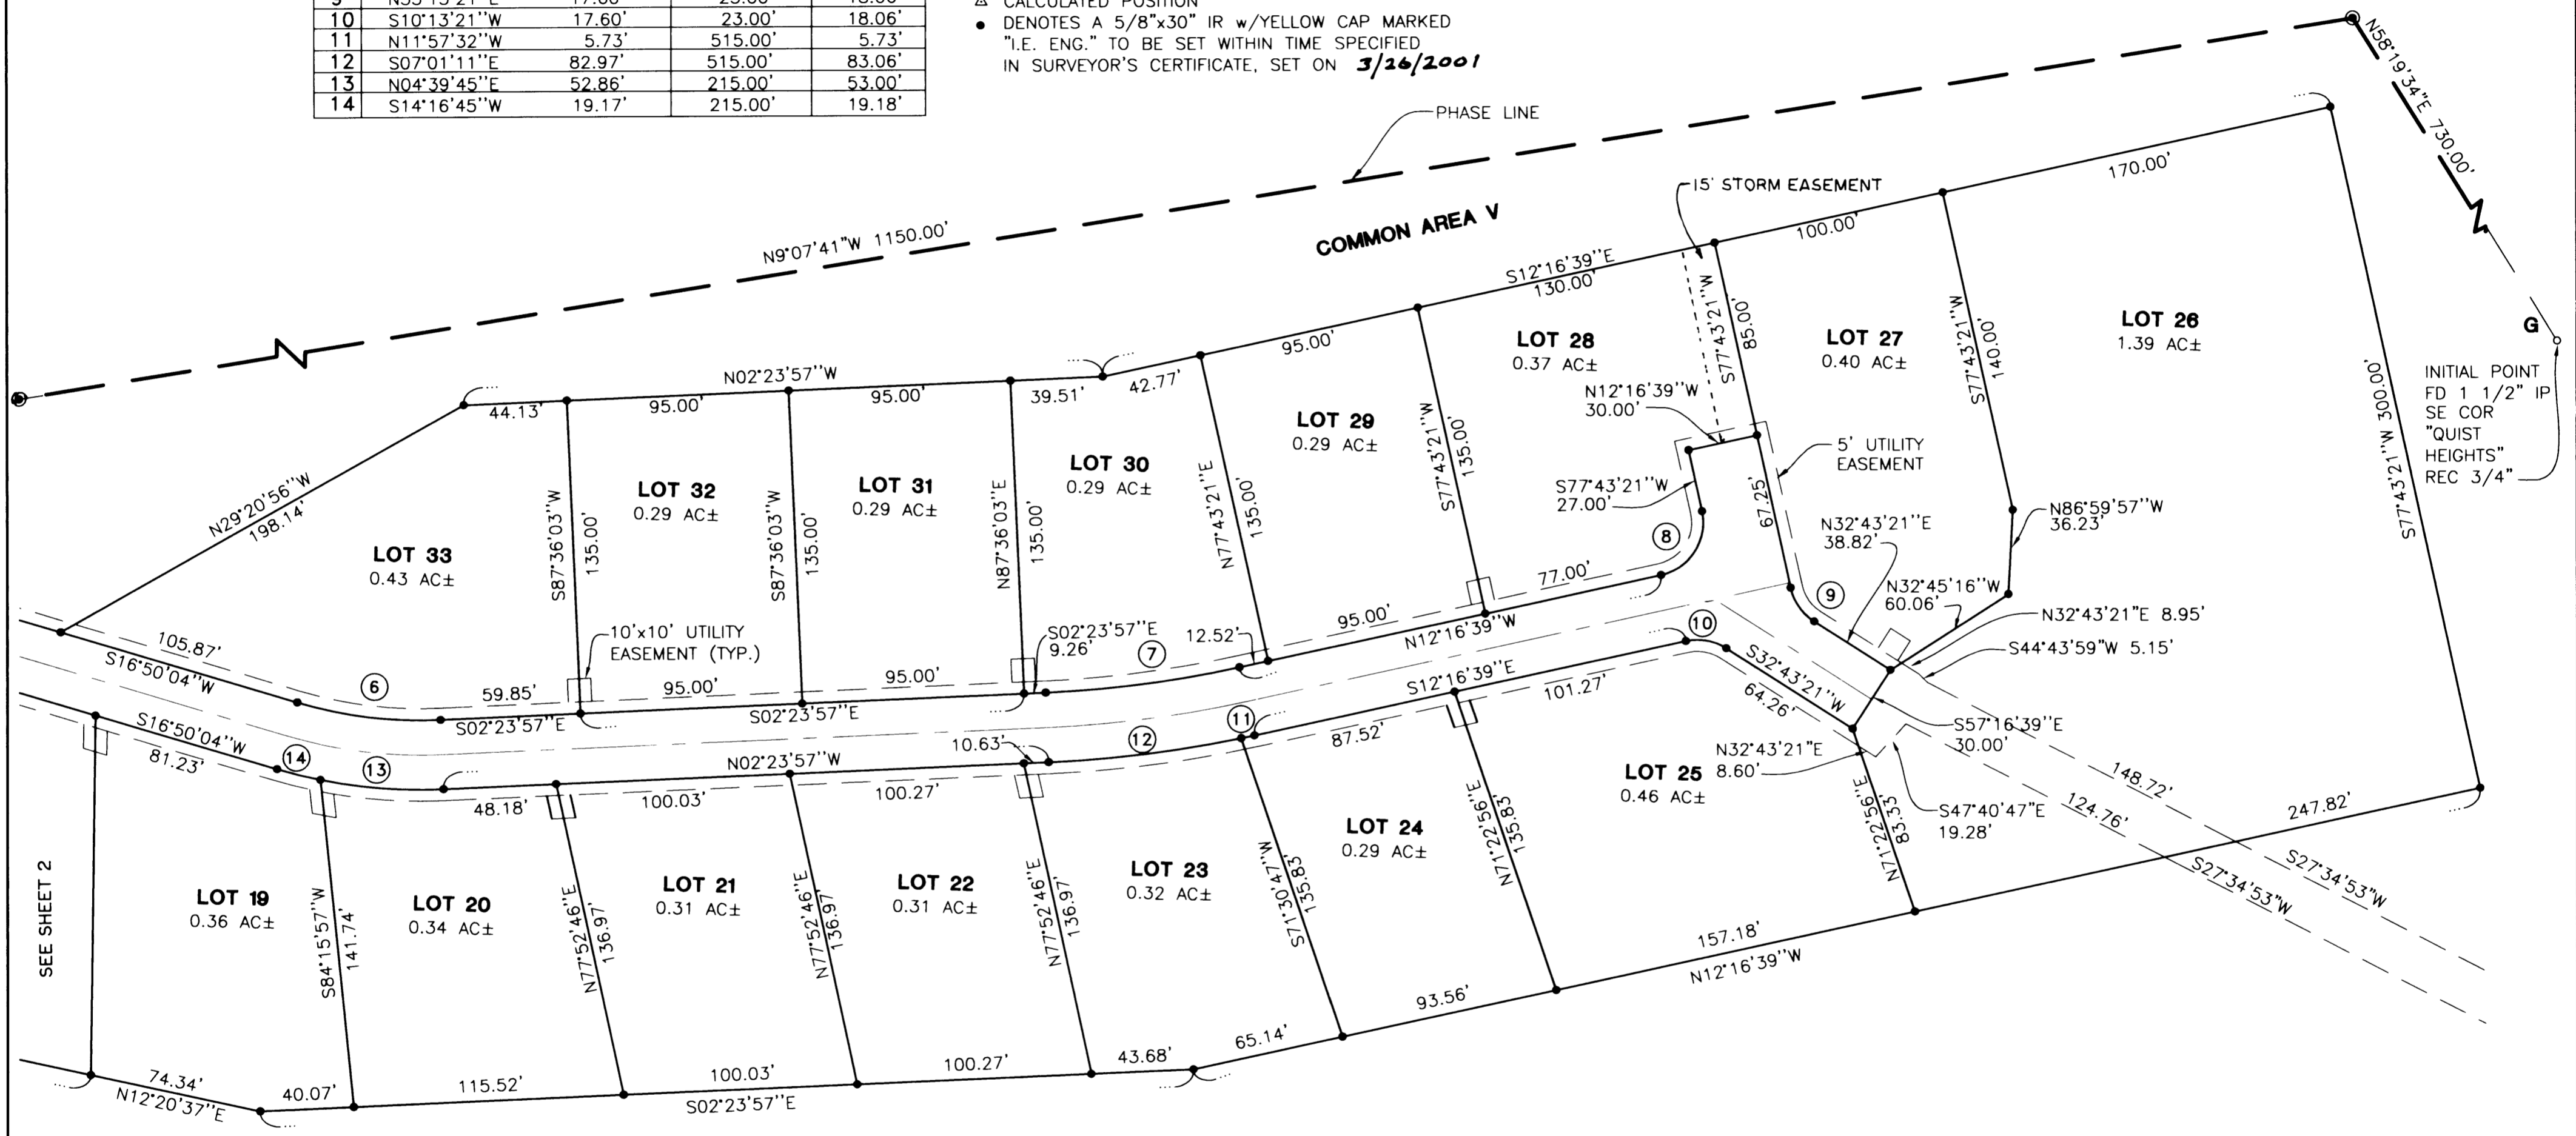 10 S10°13'21"W 17.60' 23.00' 18.06'
11 N11°57'32"W 5.73' 515.00' 5.73'
12 S07°01'11"E 82.97' 515.00' 83.06'
13 N04°39'45"E 52.86' 215.00' 53.00'
14 S14°16'45"W 19.17' 215.00' 19.18'
CALCULATED POSITION
DENOTES A 5/8"x30" IR w/YELLOW CAP MARKED
"I.E. ENG." TO BE SET WITHIN TIME SPECIFIED
IN SURVEYOR'S CERTIFICATE, SET ON 3/26/2001
PHASE LINE
N58°19'34"E 730.00'
N9°07'41"W 1150.00'
COMMON AREA V
15' STORM EASEMENT
170.00'
100.00'
S12°16'39"E
130.00'
95.00'
42.77'
39.51'
N02°23'57"W
95.00'
95.00'
44.13'
N29°20'56"W
198.14'
LOT 33
0.43 AC±
S87°36'03"W
135.00'
LOT 32
0.29 AC±
S87°36'03"W
135.00'
LOT 31
0.29 AC±
N87°36'03"E
135.00'
LOT 30
0.29 AC±
N77°43'21"E
135.00'
LOT 29
0.29 AC±
S77°43'21"W
135.00'
LOT 28
0.37 AC±
N12°16'39"W
30.00'
S77°43'21"W
27.00'
S77°43'21"W
85.00'
LOT 27
0.40 AC±
5' UTILITY
EASEMENT
67.25'
S77°43'21"W
140.00'
LOT 26
1.39 AC±
S77°43'21"W 300.00'
G
INITIAL POINT
FD 1 1/2" IP
SE COR
"QUIST
HEIGHTS"
REC 3/4"
N86°59'57"W
36.23'
N32°43'21"E
38.82'
N32°45'16"W
60.06'
N32°43'21"E 8.95'
S44°43'59"W 5.15'
8
9
77.00'
95.00'
N12°16'39"W
12.52'
7
S02°23'57"E
9.26'
10'x10' UTILITY
EASEMENT (TYP.)
95.00'
95.00'
S02°23'57"E
59.85'
S02°23'57"E
6
105.87'
S16°50'04"W
S16°50'04"W
81.23'
14
13
48.18'
N02°23'57"W
100.03'
100.27'
10.63'
12
11
87.52'
S12°16'39"E
101.27'
10
S32°43'21"W
64.26'
S57°16'39"E
30.00'
N32°43'21"E
8.60'
S47°40'47"E
19.28'
148.72'
124.76'
S27°34'53"W
S27°34'53"W
247.82'
SEE SHEET 2
LOT 19
0.36 AC±
S84°15'57"W
141.74'
LOT 20
0.34 AC±
N77°52'46"E
136.97'
LOT 21
0.31 AC±
N77°52'46"E
136.97'
LOT 22
0.31 AC±
N77°52'46"E
136.97'
LOT 23
0.32 AC±
S71°30'47"W
135.83'
LOT 24
0.29 AC±
N71°22'56"E
135.83'
LOT 25
0.46 AC±
N71°22'56"E
83.33'
74.34'
N12°20'37"E
40.07'
115.52'
100.03'
S02°23'57"E
100.27'
43.68'
65.14'
93.56'
157.18'
N12°16'39"W